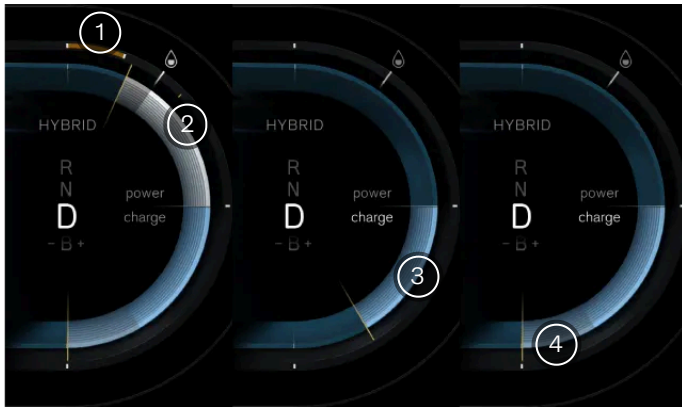 1
2
HYBRID
R
N
D
- B +
power
charge
HYBRID
R
N
D
- B +
power
charge
3
HYBRID
R
N
D
- B +
power
charge
4